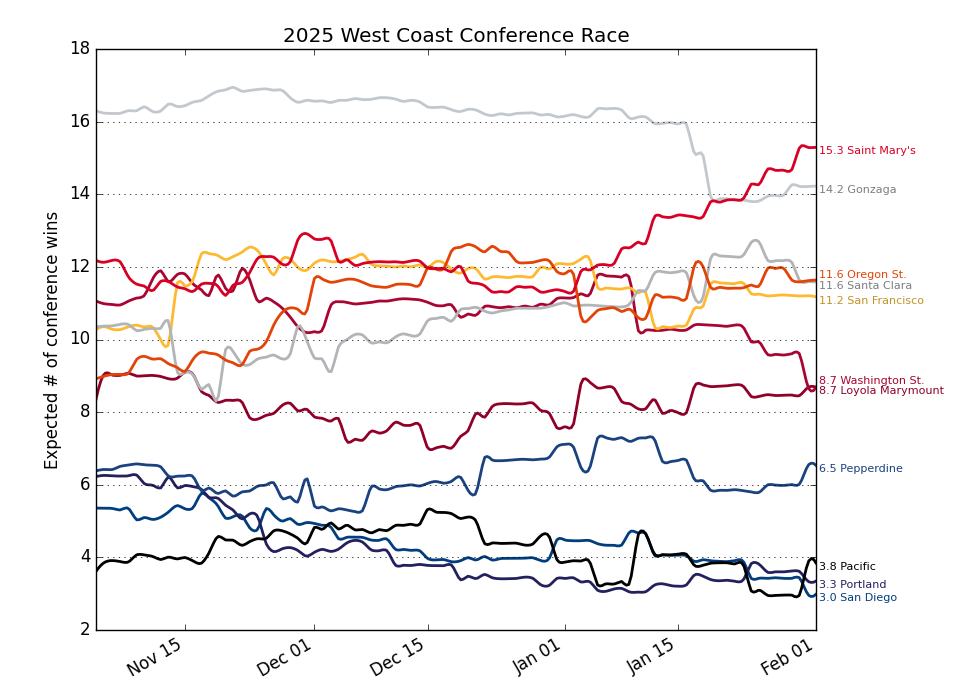 2025 West Coast Conference Race
Expected # of conference wins
18
16
14
12
10
8
6
4
2
15.3 Saint Mary's
14.2 Gonzaga
11.6 Oregon St.
11.6 Santa Clara
11.2 San Francisco
8.7 Washington St.
8.7 Loyola Marymount
6.5 Pepperdine
3.8 Pacific
3.3 Portland
3.0 San Diego
Nov 15
Dec 01
Dec 15
Jan 01
Jan 15
Feb 01